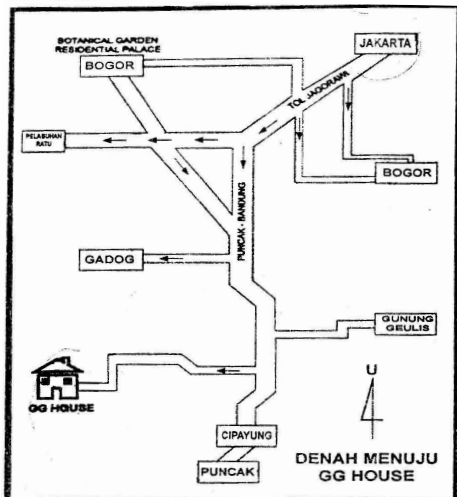 BOTANICAL GARDEN
RESIDENTIAL PALACE
BOGOR
JAKARTA
TOL JAGORAWI
PELABUHAN
RATU
BOGOR
PUNCAK - BANDUNG
GADOG
GUNUNG
GEULIS
GG HOUSE
U
CIPAYUNG
PUNCAK
DENAH MENUJU
GG HOUSE